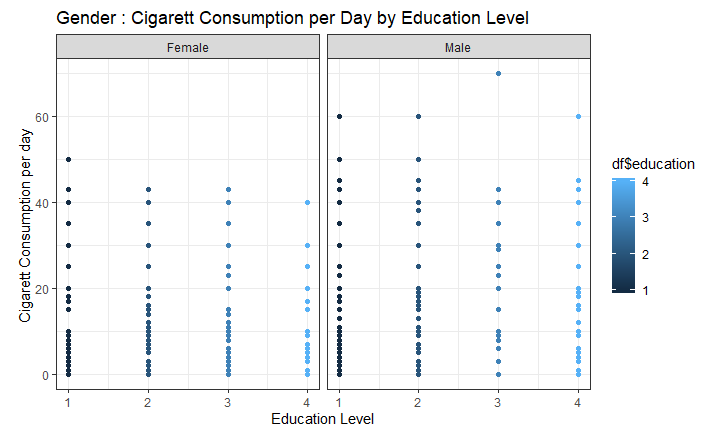 Gender : Cigarett Consumption per Day by Education Level
Female
Male
Cigarett Consumption per day
60
40
20
0
1 2 3 4
1 2 3 4
Education Level
df$education
4
3
2
1